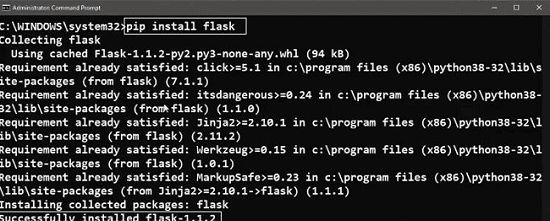 Administrator: Command Prompt
C:\WINDOWS\system32>pip install flask
Collecting flask
  Using cached Flask-1.1.2-py2.py3-none-any.whl (94 kB)
Requirement already satisfied: click>=5.1 in c:\program files (x86)\python38-32\lib\s
ite-packages (from flask) (7.1.1)
Requirement already satisfied: itsdangerous>=0.24 in c:\program files (x86)\python38-
32\lib\site-packages (from flask) (1.1.0)
Requirement already satisfied: Jinja2>=2.10.1 in c:\program files (x86)\python38-32\l
ib\site-packages (from flask) (2.11.2)
Requirement already satisfied: Werkzeug>=0.15 in c:\program files (x86)\python38-32\l
ib\site-packages (from flask) (1.0.1)
Requirement already satisfied: MarkupSafe>=0.23 in c:\program files (x86)\python38-32
\lib\site-packages (from Jinja2>=2.10.1->flask) (1.1.1)
Installing collected packages: flask
Successfully installed flask-1.1.2